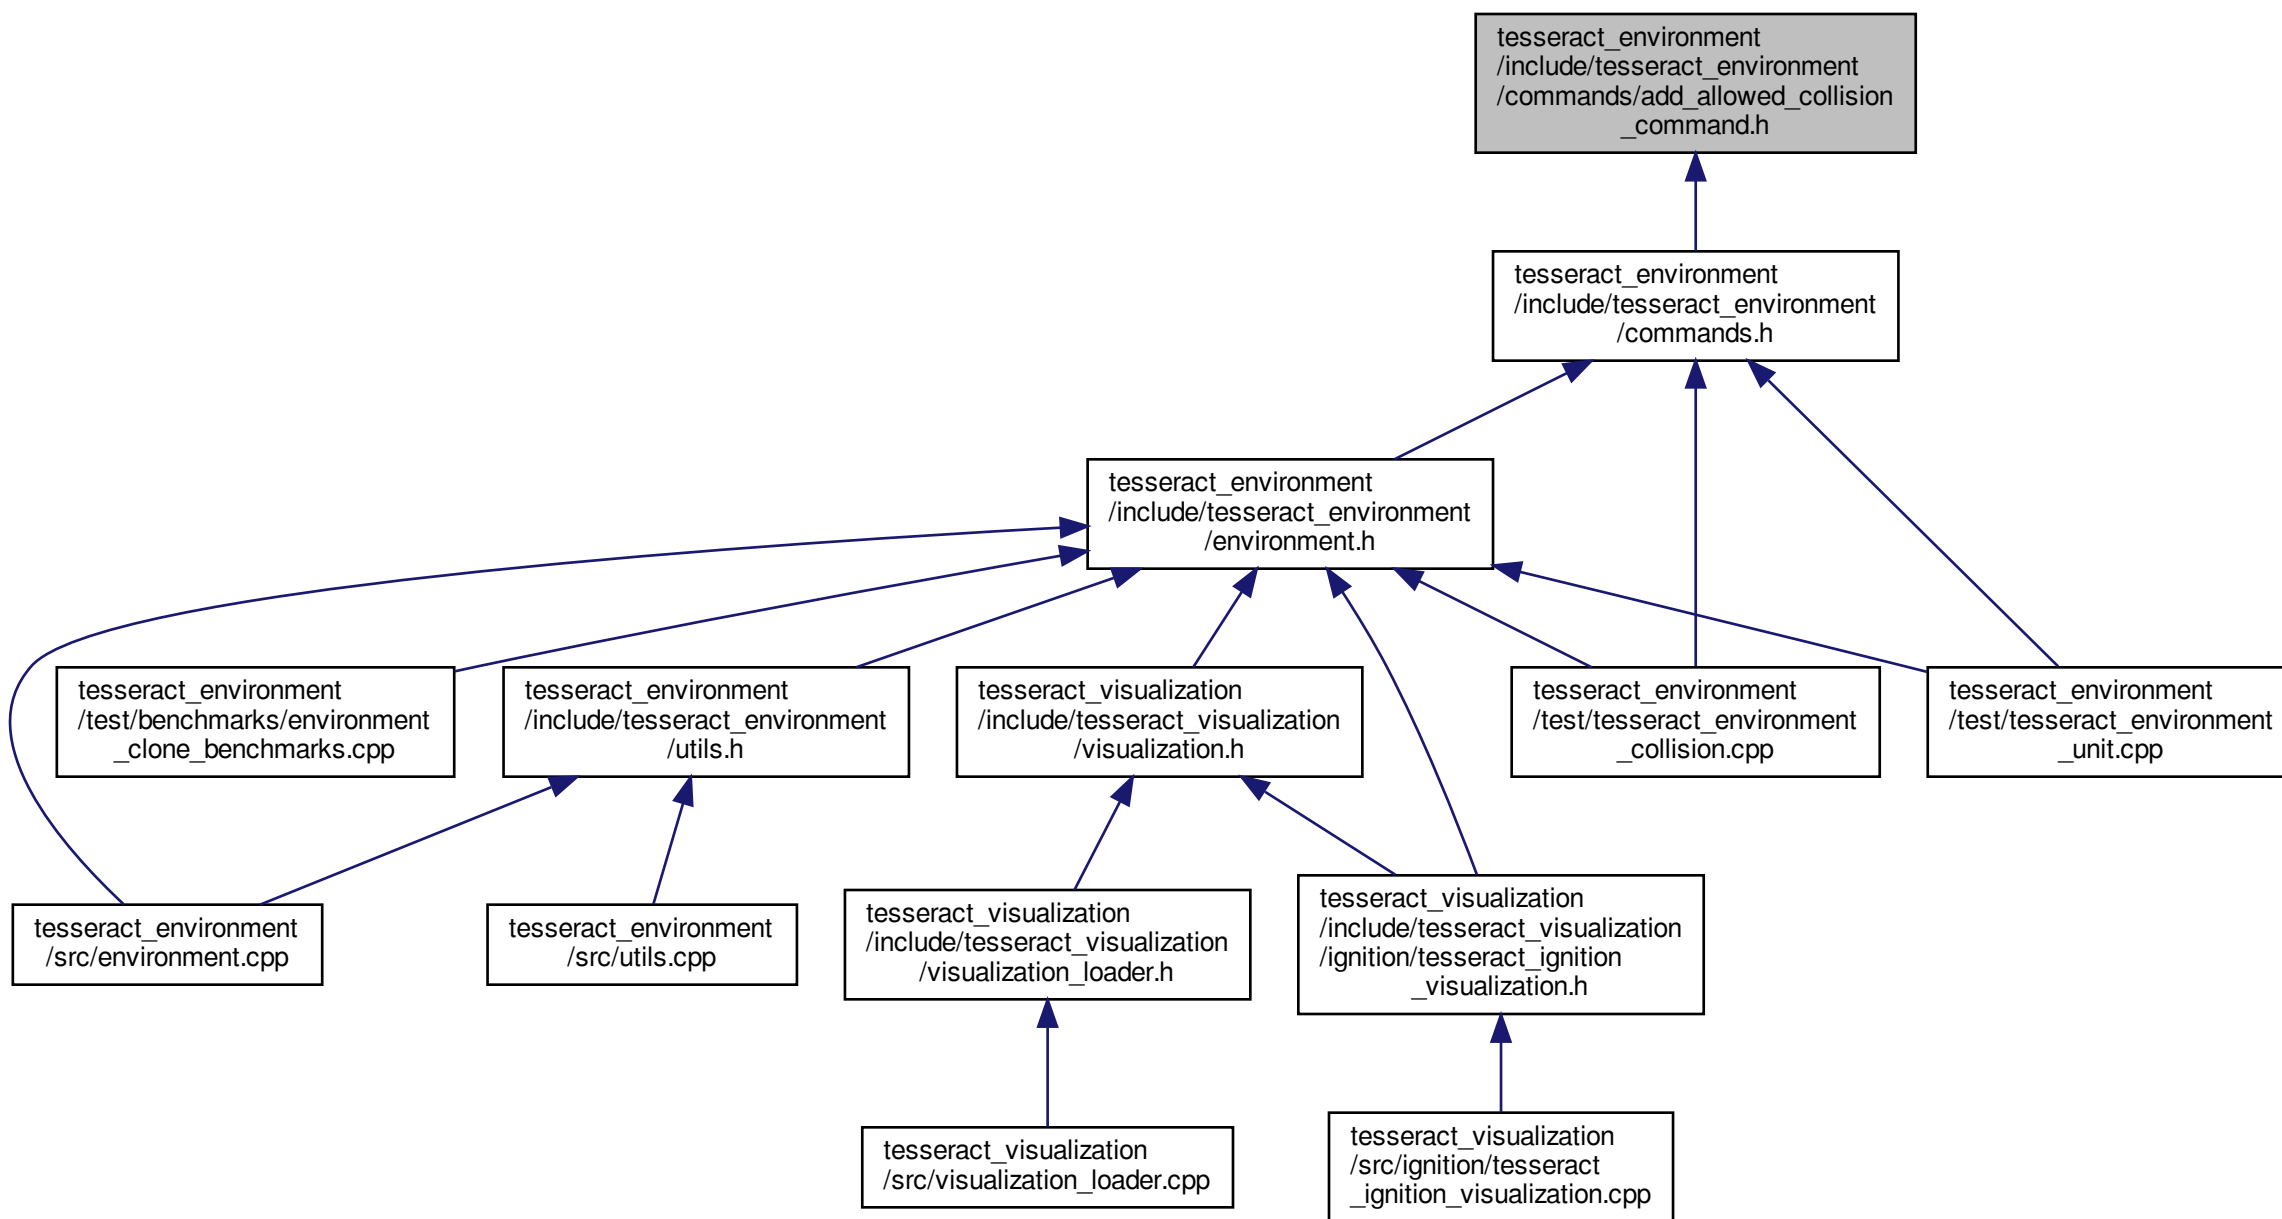 tesseract_environment
/include/tesseract_environment
/commands/add_allowed_collision
_command.h
tesseract_environment
/include/tesseract_environment
/commands.h
tesseract_environment
/include/tesseract_environment
/environment.h
tesseract_environment
/test/benchmarks/environment
_clone_benchmarks.cpp
tesseract_environment
/include/tesseract_environment
/utils.h
tesseract_visualization
/include/tesseract_visualization
/visualization.h
tesseract_environment
/test/tesseract_environment
_collision.cpp
tesseract_environment
/test/tesseract_environment
_unit.cpp
tesseract_environment
/src/environment.cpp
tesseract_environment
/src/utils.cpp
tesseract_visualization
/include/tesseract_visualization
/visualization_loader.h
tesseract_visualization
/include/tesseract_visualization
/ignition/tesseract_ignition
_visualization.h
tesseract_visualization
/src/visualization_loader.cpp
tesseract_visualization
/src/ignition/tesseract
_ignition_visualization.cpp